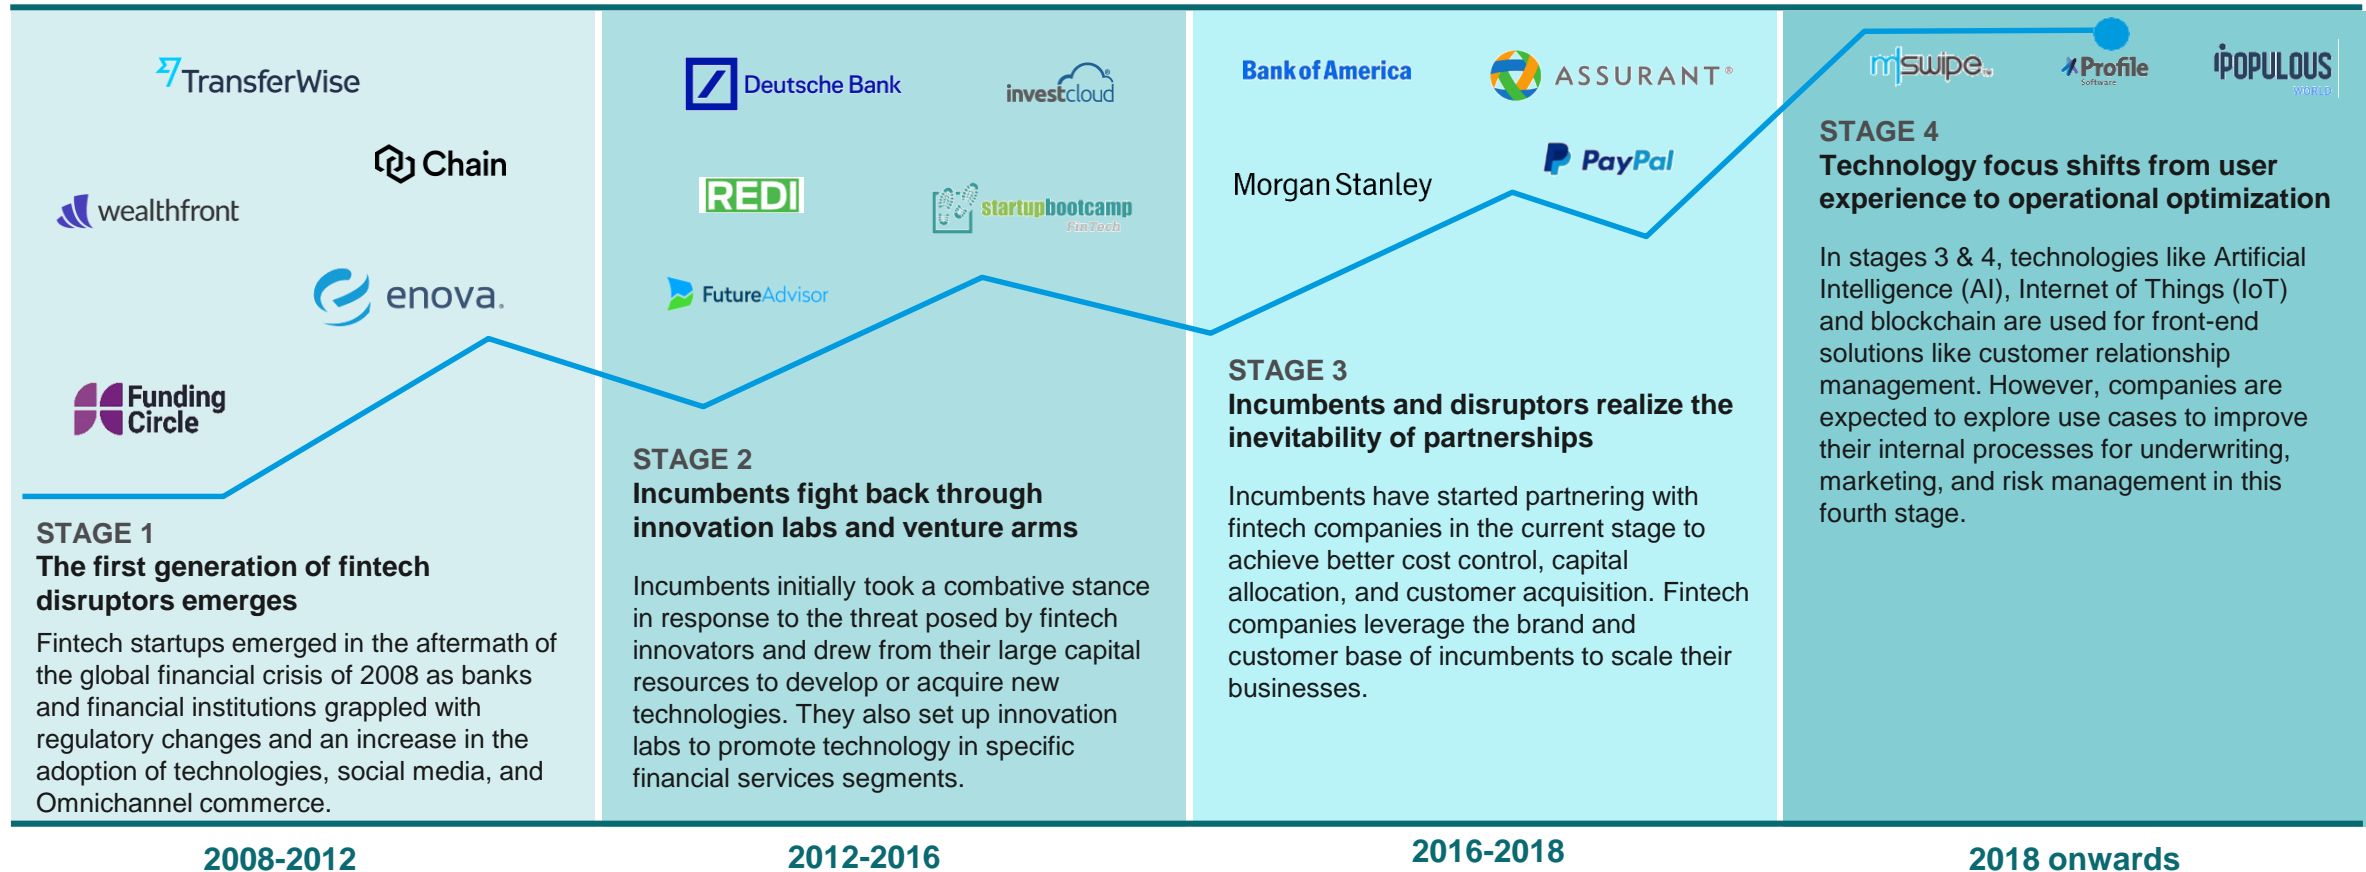 TransferWise
Chain
wealthfront
enova.
Funding
Circle
STAGE 1
The first generation of fintech
disruptors emerges
Fintech startups emerged in the aftermath of
the global financial crisis of 2008 as banks
and financial institutions grappled with
regulatory changes and an increase in the
adoption of technologies, social media, and
Omnichannel commerce.
2008-2012
Deutsche Bank
investcloud
REDI
startupbootcamp
FinTech
FutureAdvisor
STAGE 2
Incumbents fight back through
innovation labs and venture arms
Incumbents initially took a combative stance
in response to the threat posed by fintech
innovators and drew from their large capital
resources to develop or acquire new
technologies. They also set up innovation
labs to promote technology in specific
financial services segments.
2012-2016
Bank of America
ASSURANT®
Morgan Stanley
PayPal
STAGE 3
Incumbents and disruptors realize the
inevitability of partnerships
Incumbents have started partnering with
fintech companies in the current stage to
achieve better cost control, capital
allocation, and customer acquisition. Fintech
companies leverage the brand and
customer base of incumbents to scale their
businesses.
2016-2018
mswipe™
Profile
Software
POPULOUS
WORLD
STAGE 4
Technology focus shifts from user
experience to operational optimization
In stages 3 & 4, technologies like Artificial
Intelligence (AI), Internet of Things (IoT)
and blockchain are used for front-end
solutions like customer relationship
management. However, companies are
expected to explore use cases to improve
their internal processes for underwriting,
marketing, and risk management in this
fourth stage.
2018 onwards